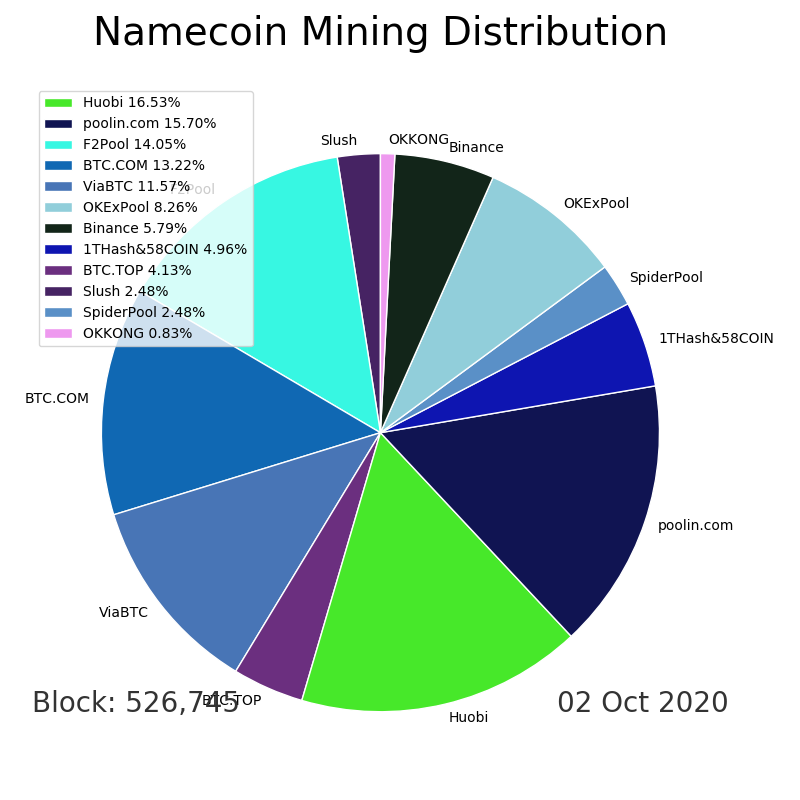 Namecoin Mining Distribution
Huobi 16.53%
poolin.com 15.70%
F2Pool 14.05%
BTC.COM 13.22%
ViaBTC 11.57%
OKExPool 8.26%
Binance 5.79%
1THash&58COIN 4.96%
BTC.TOP 4.13%
Slush 2.48%
SpiderPool 2.48%
OKKONG 0.83%
Slush
OKKONG
Binance
F2Pool
OKExPool
SpiderPool
1THash&58COIN
BTC.COM
poolin.com
ViaBTC
BTC.TOP
Huobi
Block: 526,745
02 Oct 2020